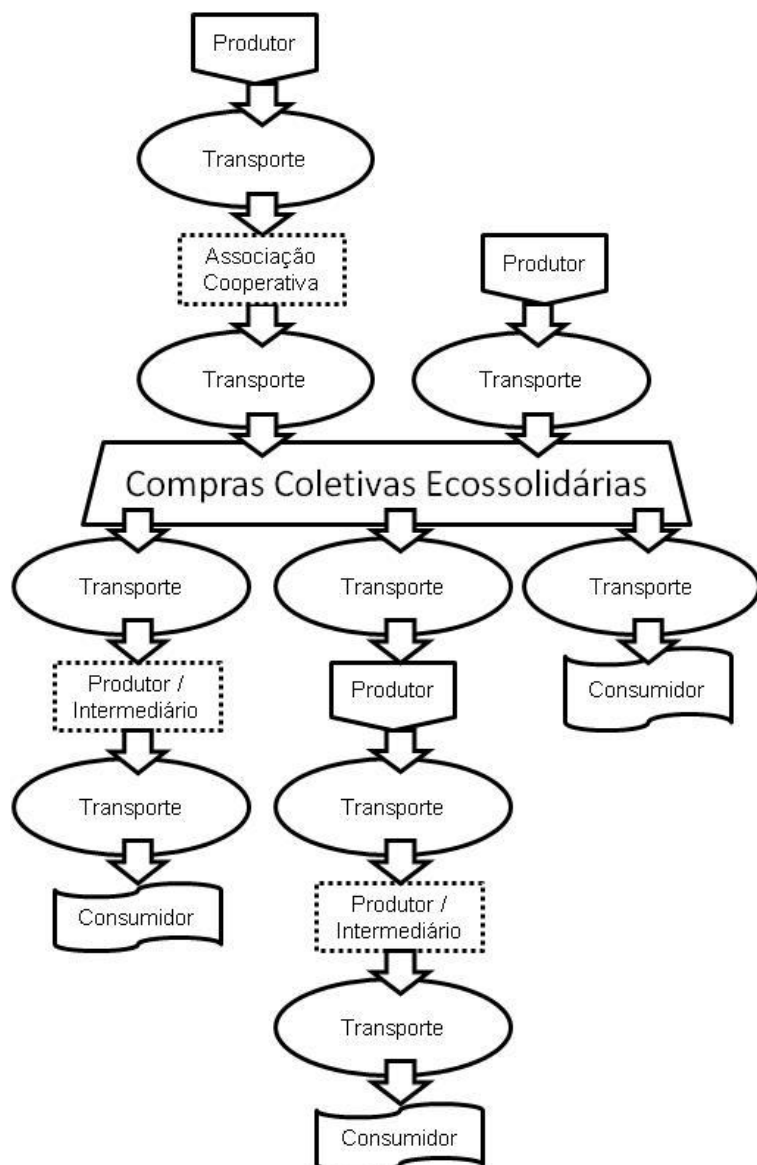 Produtor
Transporte
Associação
Cooperativa
Produtor
Transporte
Transporte
Compras Coletivas Ecossolidárias
Transporte
Transporte
Transporte
Produtor /
Intermediário
Produtor
Consumidor
Transporte
Transporte
Consumidor
Produtor /
Intermediário
Transporte
Consumidor